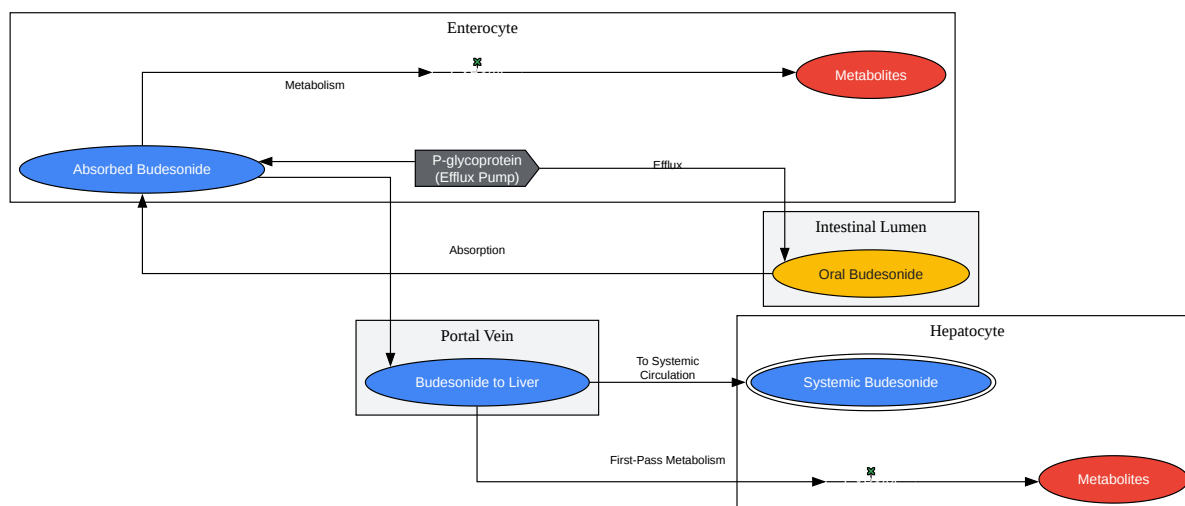 Enterocyte
Metabolites
Metabolism
Absorbed Budesonide
P-glycoprotein
(Efflux Pump)
Efflux
Intestinal Lumen
Absorption
Oral Budesonide
Portal Vein
Hepatocyte
To Systemic
Circulation
Budesonide to Liver
Systemic Budesonide
First-Pass Metabolism
Metabolites